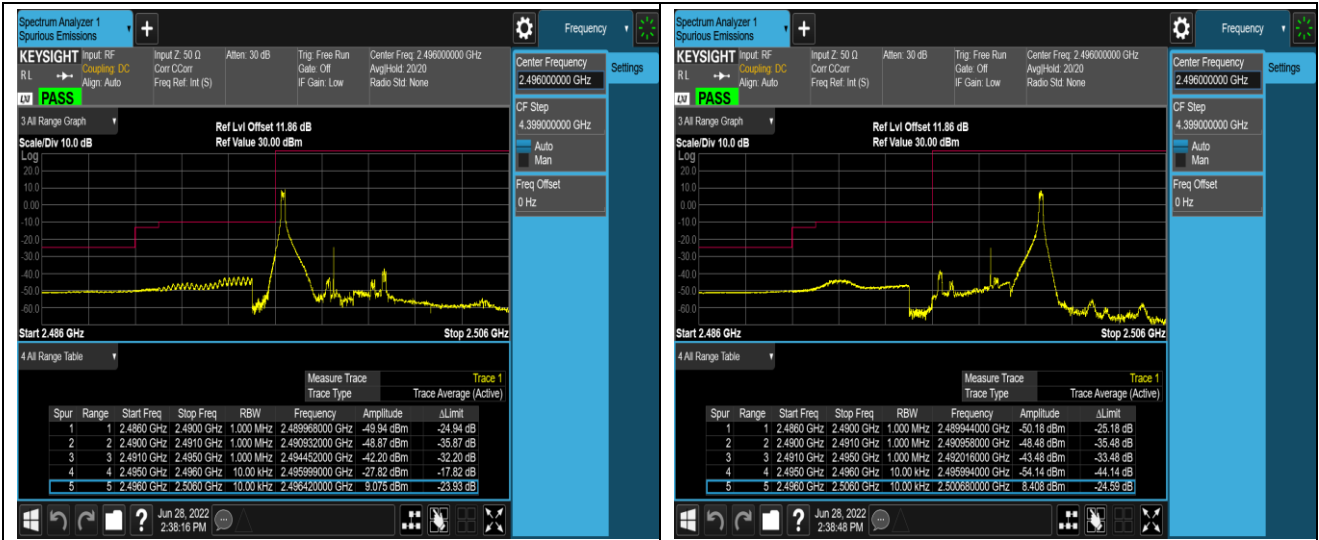 Spectrum Analyzer 1
Spurious Emissions
+
Frequency
KEYSIGHT Input: RF Input Z: 50 Ω Atten: 30 dB Trig: Free Run Center Freq: 2.496000000 GHz
Coupling: DC Corr CCorr Gate: Off Avg|Hold: 20/20
RL Align: Auto Freq Ref: Int (S) IF Gain: Low Radio Std: None
LXI PASS
Center Frequency
2.496000000 GHz
Settings
CF Step
4.399000000 GHz
Auto
Man
Freq Offset
0 Hz
3 All Range Graph
Ref Lvl Offset 11.86 dB
Scale/Div 10.0 dB Ref Value 30.00 dBm
Log
20.0
10.0
0.00
-10.0
-20.0
-30.0
-40.0
-50.0
-60.0
Start 2.486 GHz Stop 2.506 GHz
4 All Range Table
Measure Trace Trace 1
Trace Type Trace Average (Active)
Spur Range Start Freq Stop Freq RBW Frequency Amplitude ΔLimit
1 1 2.4860 GHz 2.4900 GHz 1.000 MHz 2.489968000 GHz -49.94 dBm -24.94 dB
2 2 2.4900 GHz 2.4910 GHz 1.000 MHz 2.490932000 GHz -48.87 dBm -35.87 dB
3 3 2.4910 GHz 2.4950 GHz 1.000 MHz 2.494452000 GHz -42.20 dBm -32.20 dB
4 4 2.4950 GHz 2.4960 GHz 10.00 kHz 2.495999000 GHz -27.82 dBm -17.82 dB
5 5 2.4960 GHz 2.5060 GHz 10.00 kHz 2.496420000 GHz 9.075 dBm -23.93 dB
? Jun 28, 2022
2:38:16 PM
Spectrum Analyzer 1
Spurious Emissions
+
Frequency
KEYSIGHT Input: RF Input Z: 50 Ω Atten: 30 dB Trig: Free Run Center Freq: 2.496000000 GHz
Coupling: DC Corr CCorr Gate: Off Avg|Hold: 20/20
RL Align: Auto Freq Ref: Int (S) IF Gain: Low Radio Std: None
LXI PASS
Center Frequency
2.496000000 GHz
Settings
CF Step
4.399000000 GHz
Auto
Man
Freq Offset
0 Hz
3 All Range Graph
Ref Lvl Offset 11.86 dB
Scale/Div 10.0 dB Ref Value 30.00 dBm
Log
20.0
10.0
0.00
-10.0
-20.0
-30.0
-40.0
-50.0
-60.0
Start 2.486 GHz Stop 2.506 GHz
4 All Range Table
Measure Trace Trace 1
Trace Type Trace Average (Active)
Spur Range Start Freq Stop Freq RBW Frequency Amplitude ΔLimit
1 1 2.4860 GHz 2.4900 GHz 1.000 MHz 2.489944000 GHz -50.18 dBm -25.18 dB
2 2 2.4900 GHz 2.4910 GHz 1.000 MHz 2.490958000 GHz -48.48 dBm -35.48 dB
3 3 2.4910 GHz 2.4950 GHz 1.000 MHz 2.492016000 GHz -43.48 dBm -33.48 dB
4 4 2.4950 GHz 2.4960 GHz 10.00 kHz 2.495994000 GHz -54.14 dBm -44.14 dB
5 5 2.4960 GHz 2.5060 GHz 10.00 kHz 2.500680000 GHz 8.408 dBm -24.59 dB
? Jun 28, 2022
2:38:48 PM